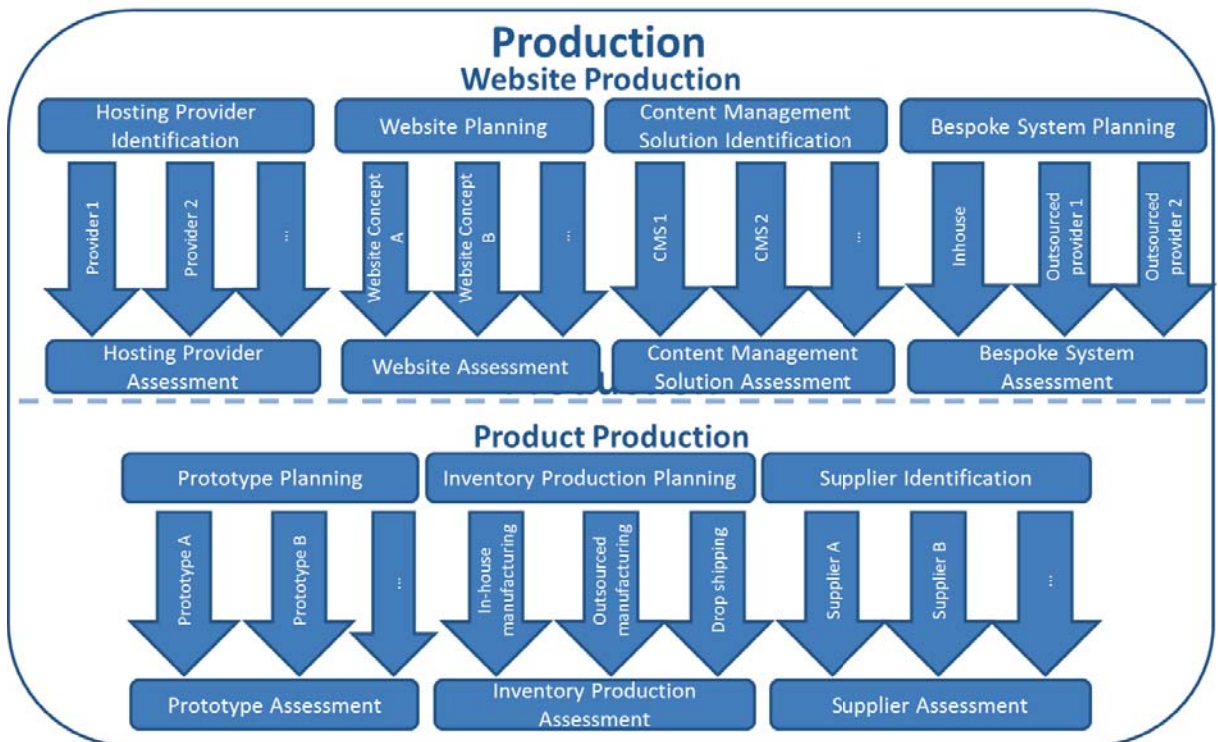 Production
Website Production
Hosting Provider
Identification
Website Planning
Content Management
Solution Identification
Bespoke System Planning
Provider 1
Provider 2
...
Website Concept
A
Website Concept
B
...
CMS 1
CMS 2
...
Inhouse
Outsourced
provider 1
Outsourced
provider 2
Hosting Provider
Assessment
Website Assessment
Content Management
Solution Assessment
Bespoke System
Assessment
Product Production
Prototype Planning
Inventory Production Planning
Supplier Identification
Prototype A
Prototype B
...
In-house
manufacturing
Outsourced
manufacturing
Drop shipping
Supplier A
Supplier B
...
Prototype Assessment
Inventory Production
Assessment
Supplier Assessment